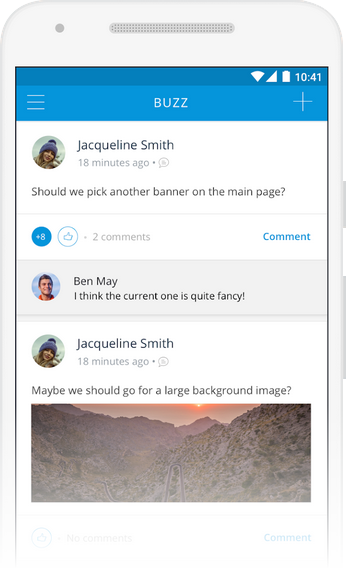 10:41
BUZZ
Jacqueline Smith
18 minutes ago •
Should we pick another banner on the main page?
+8 • 2 comments Comment
Ben May
I think the current one is quite fancy!
Jacqueline Smith
18 minutes ago •
Maybe we should go for a large background image?
• No comments Comment